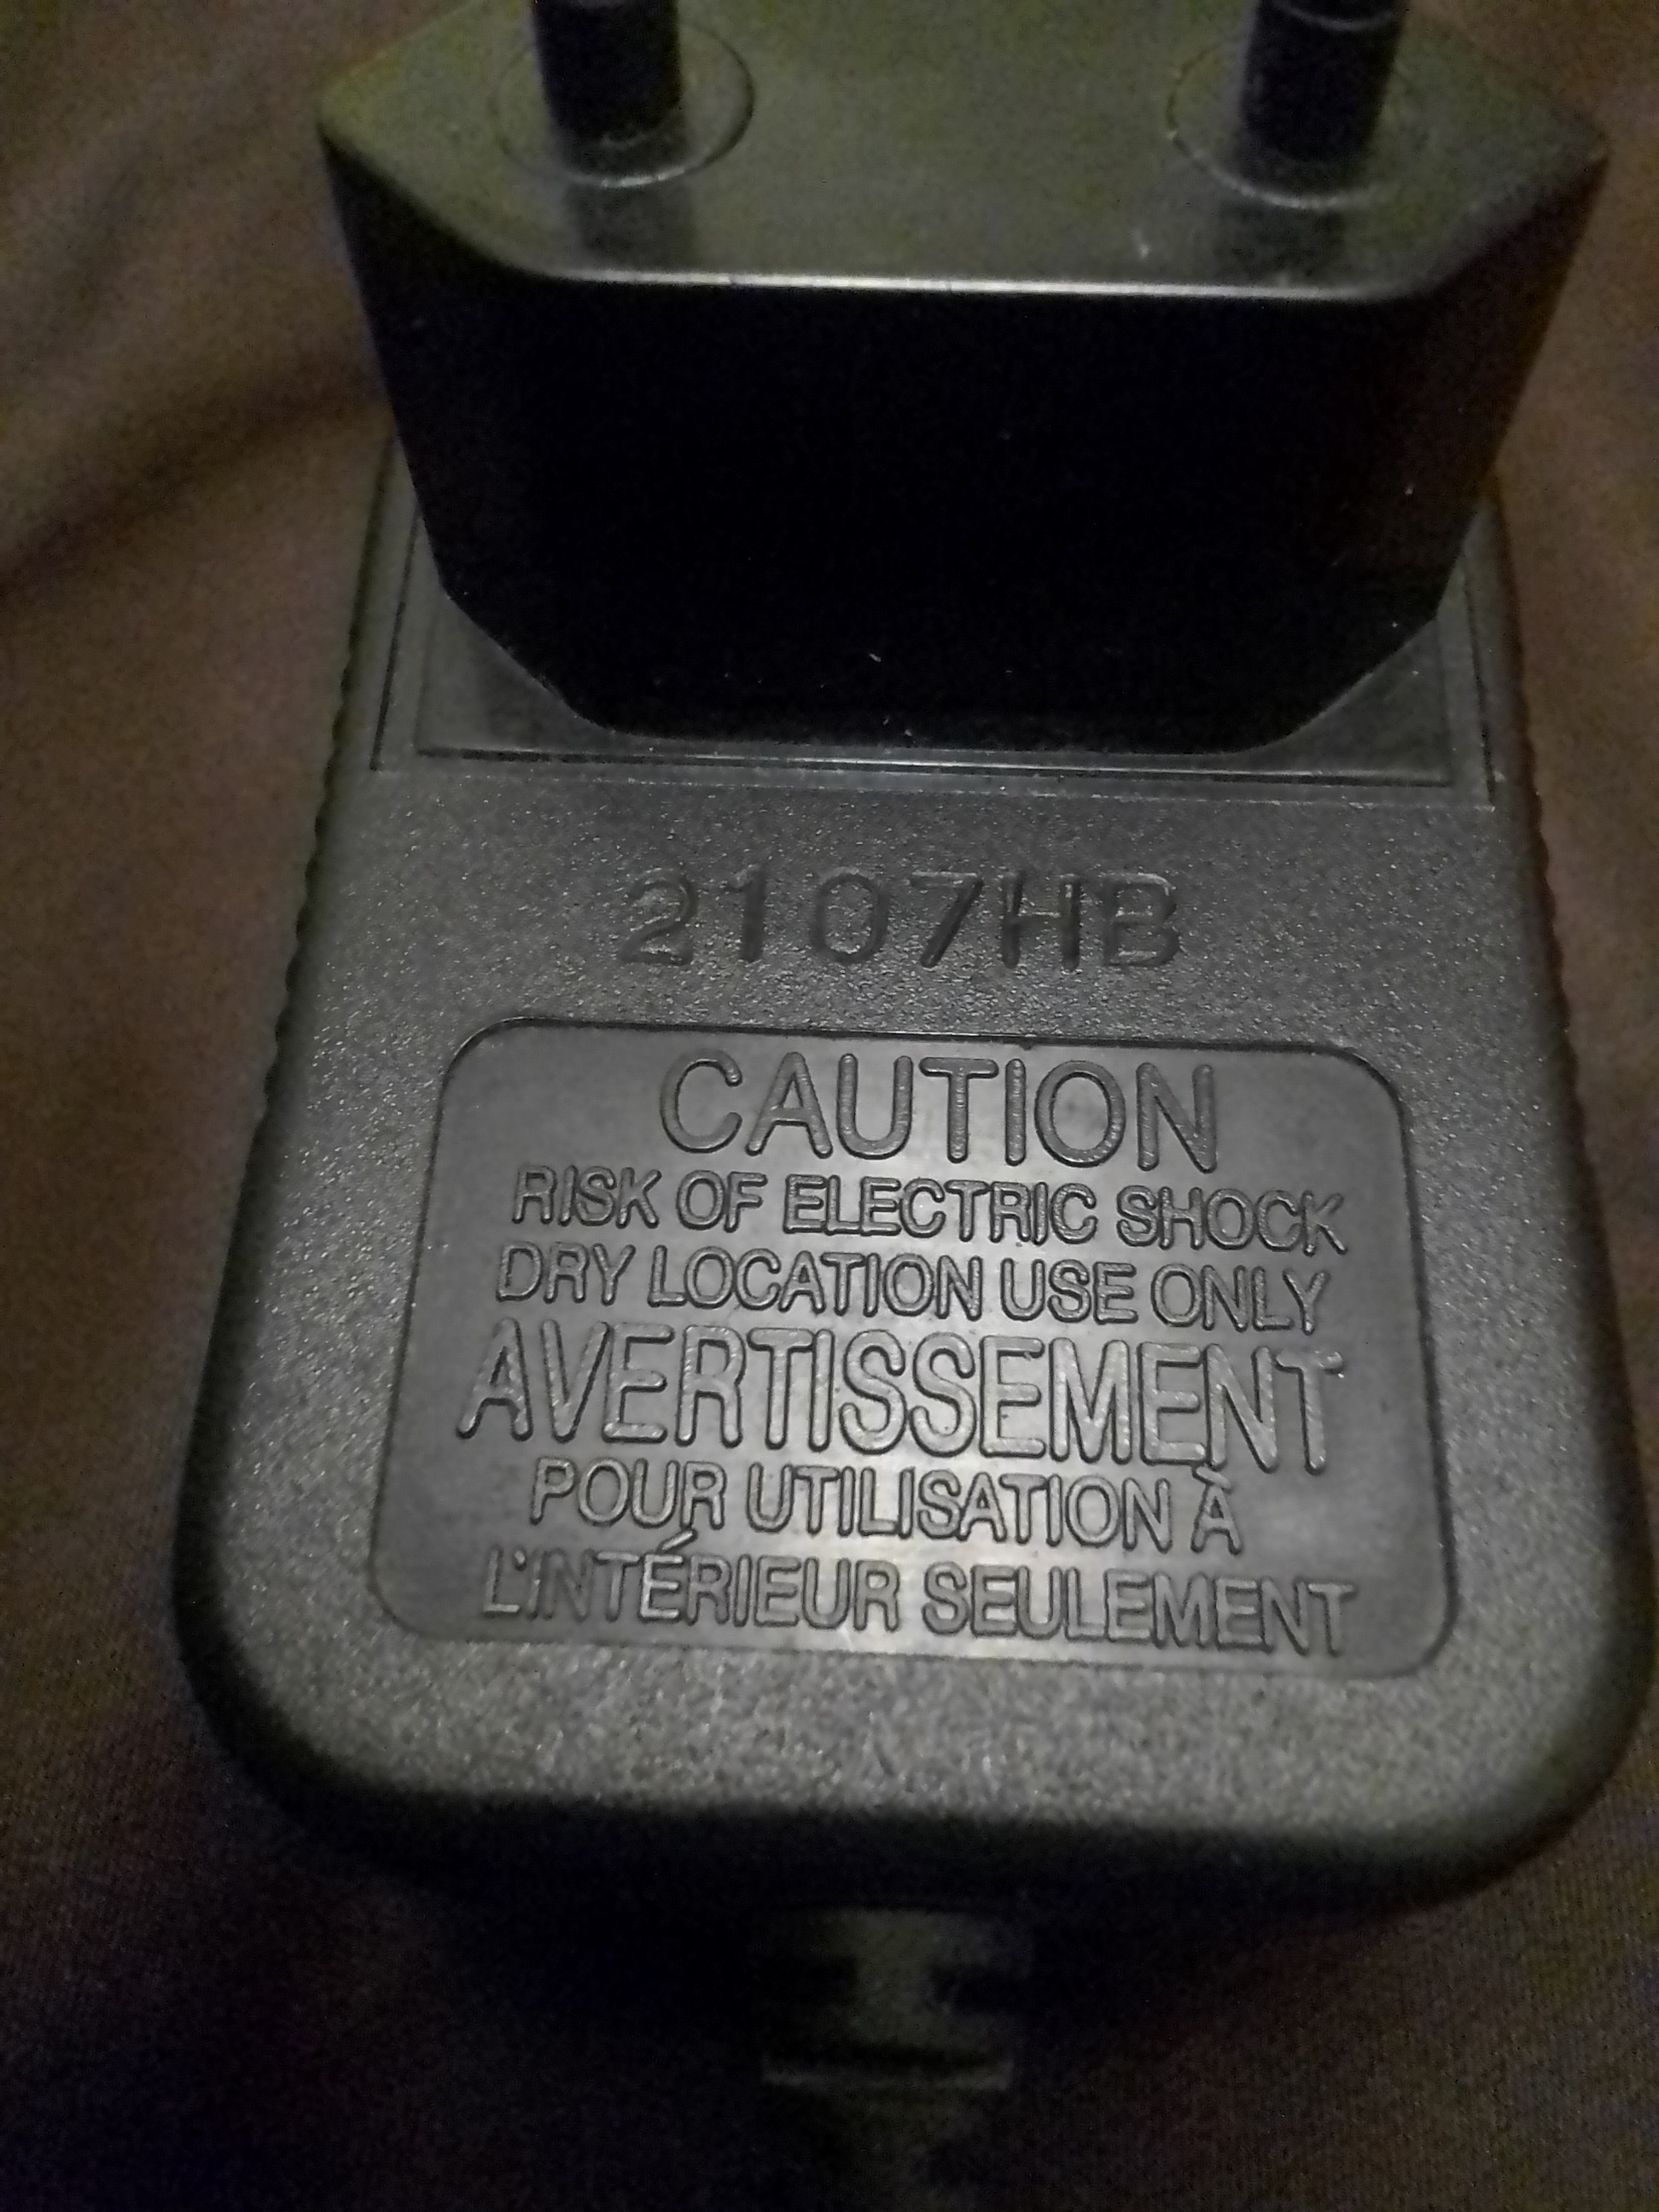 2107HB
CAUTION
RISK OF ELECTRIC SHOCK
DRY LOCATION USE ONLY
AVERTISSEMENT
POUR UTILISATION À
L'INTÉRIEUR SEULEMENT